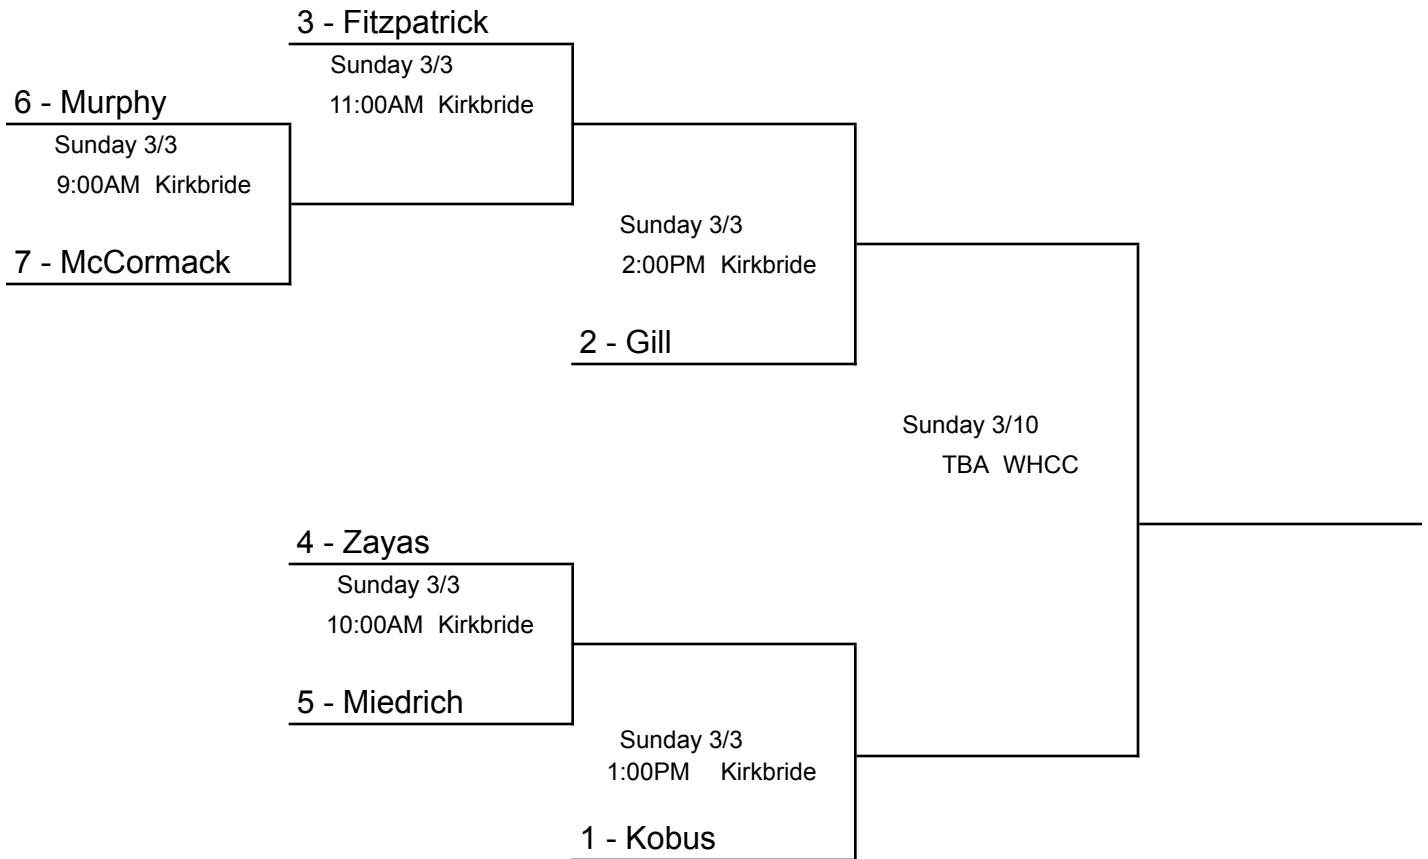 3 - Fitzpatrick
Sunday 3/3
11:00AM Kirkbride
6 - Murphy
Sunday 3/3
9:00AM Kirkbride
7 - McCormack
Sunday 3/3
2:00PM Kirkbride
2 - Gill
Sunday 3/10
TBA WHCC
4 - Zayas
Sunday 3/3
10:00AM Kirkbride
5 - Miedrich
Sunday 3/3
1:00PM Kirkbride
1 - Kobus